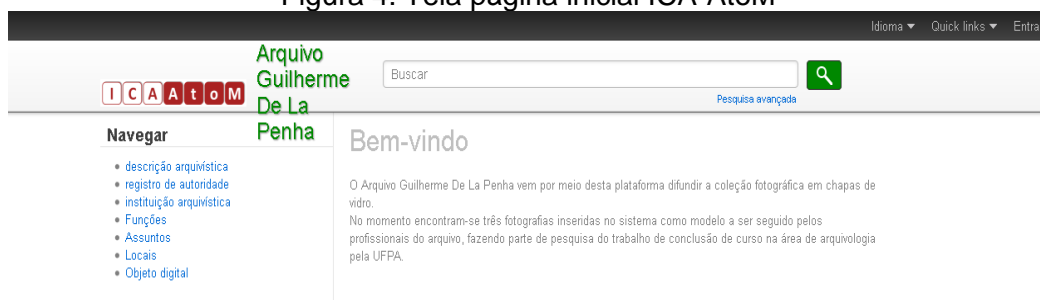 Figura 4: Tela página inicial ICA-AtoM
Idioma Quick links Entra
ICA AtoM
Arquivo
Guilherme
De La
Penha
Buscar
Pesquisa avançada
Navegar
descrição arquivística
registro de autoridade
instituição arquivística
Funções
Assuntos
Locais
Objeto digital
Bem-vindo
O Arquivo Guilherme De La Penha vem por meio desta plataforma difundir a coleção fotográfica em chapas de
vidro.
No momento encontram-se três fotografias inseridas no sistema como modelo a ser seguido pelos
profissionais do arquivo, fazendo parte de pesquisa do trabalho de conclusão de curso na área de arquivologia
pela UFPA.